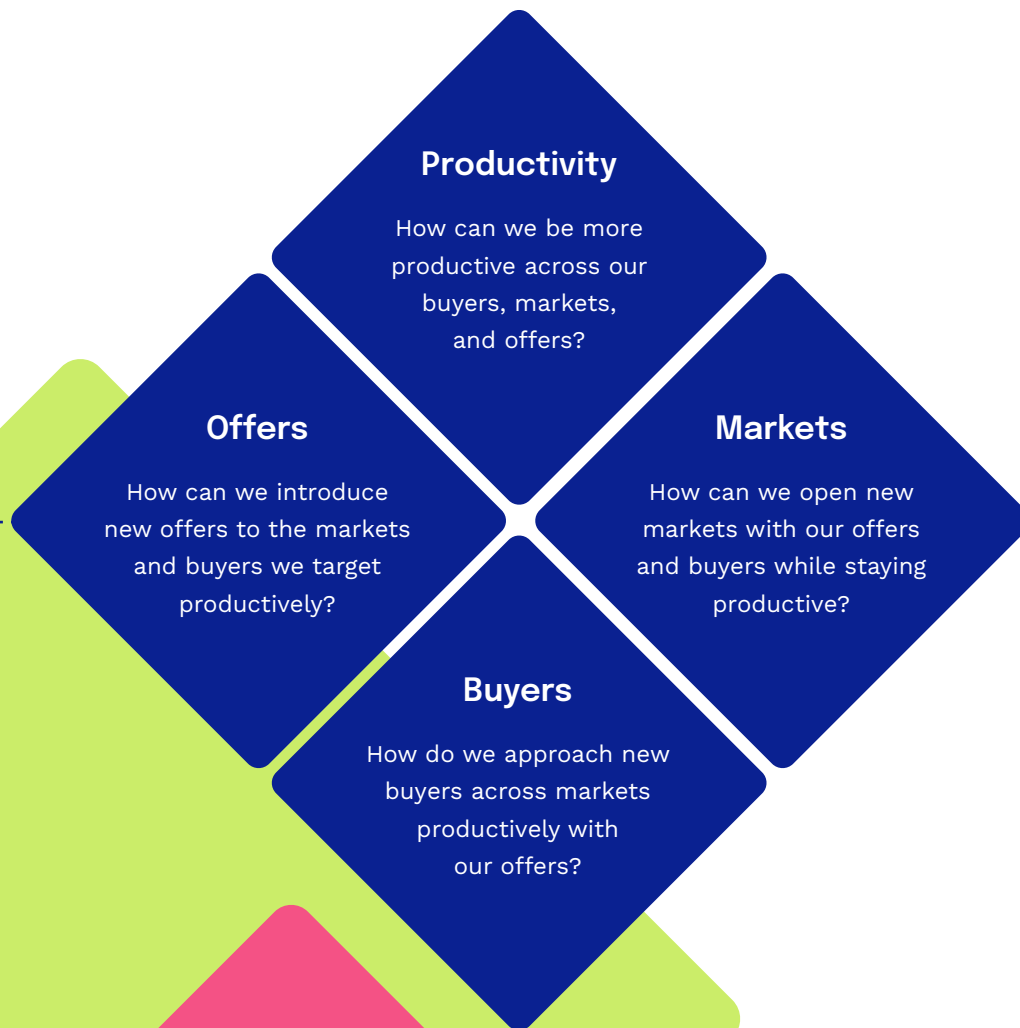 Productivity
How can we be more
productive across our
buyers, markets,
and offers?
Offers
How can we introduce
new offers to the markets
and buyers we target
productively?
Markets
How can we open new
markets with our offers
and buyers while staying
productive?
Buyers
How do we approach new
buyers across markets
productively with
our offers?